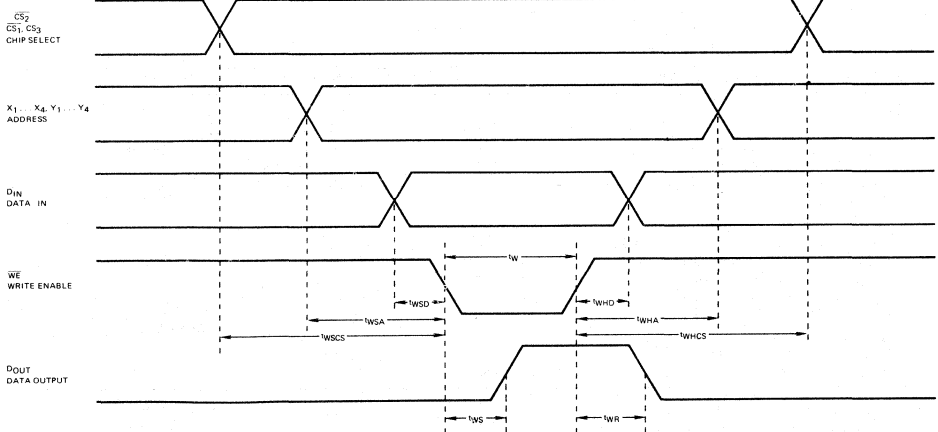 CS2
CS1, CS3
CHIP SELECT
X1 ... X4, Y1 ... Y4
ADDRESS
DIN
DATA IN
WE
WRITE ENABLE
tW
tWSD
tWHD
tWSA
tWHA
tWSCS
tWHCS
DOUT
DATA OUTPUT
tWS
tWR